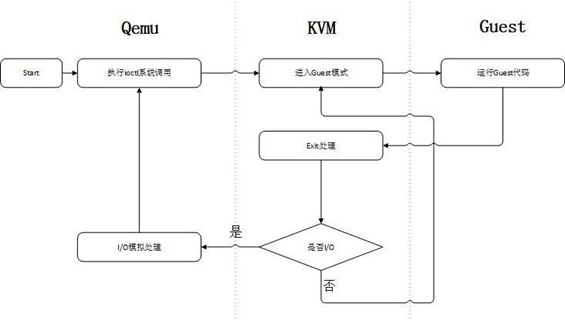 Qemu
KVM
Guest
Start
执行ioctl系统调用
进入Guest模式
运行Guest代码
Exit处理
是
I/O模拟处理
是否I/O
否